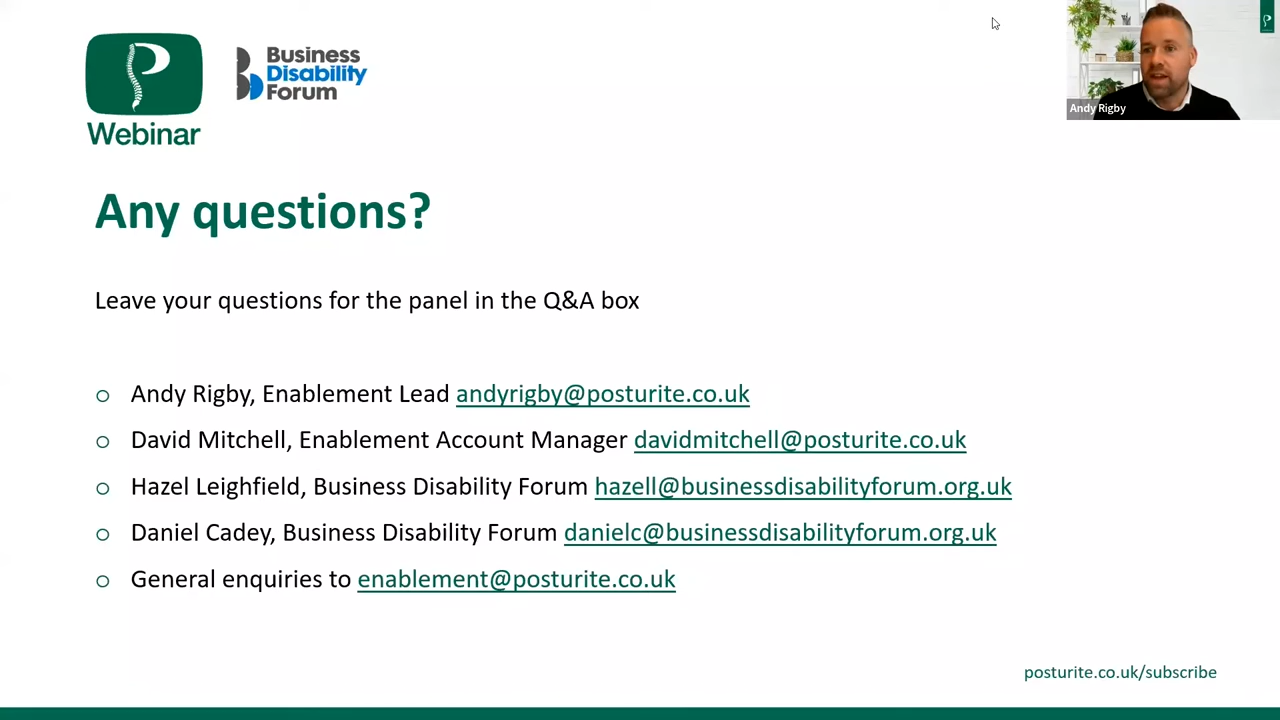 P
Webinar
Business
Disability
Forum
Andy Rigby
Any questions?
Leave your questions for the panel in the Q&A box
Andy Rigby, Enablement Lead andyrigby@posturite.co.uk
David Mitchell, Enablement Account Manager davidmitchell@posturite.co.uk
Hazel Leighfield, Business Disability Forum hazell@businessdisabilityforum.org.uk
Daniel Cadey, Business Disability Forum danielc@businessdisabilityforum.org.uk
General enquiries to enablement@posturite.co.uk
posturite.co.uk/subscribe